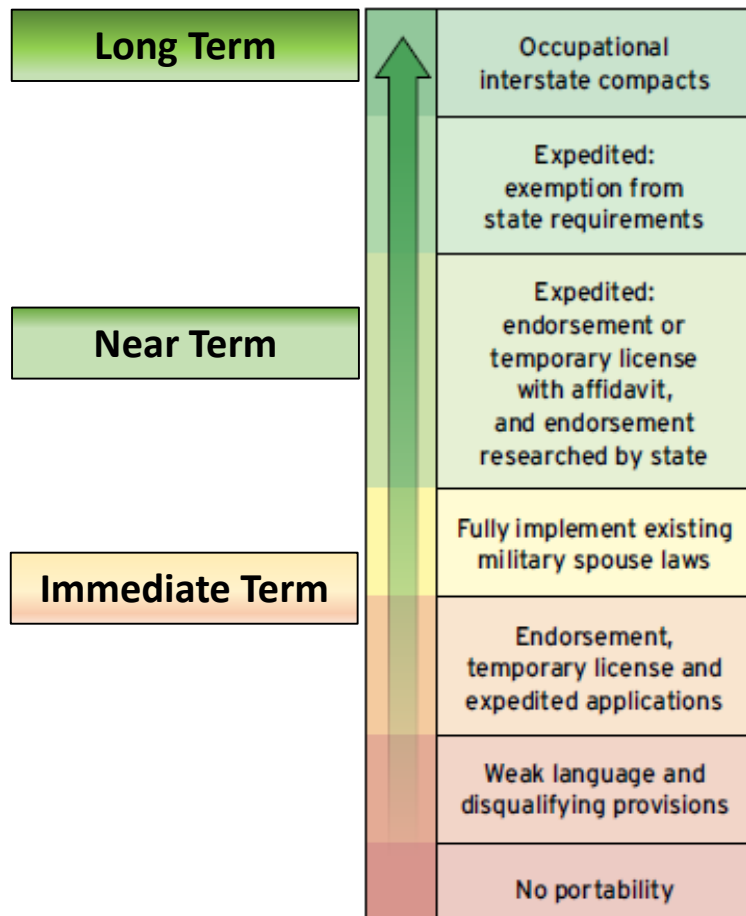 Long Term
Occupational
interstate compacts
Expedited:
exemption from
state requirements
Near Term
Expedited:
endorsement or
temporary license
with affidavit,
and endorsement
researched by state
Fully implement existing
military spouse laws
Immediate Term
Endorsement,
temporary license and
expedited applications
Weak language and
disqualifying provisions
No portability